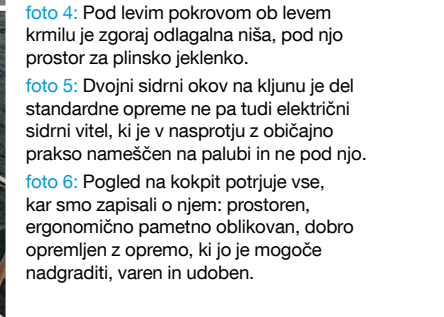 foto 4: Pod levim pokrovom ob levem
krmilu je zgoraj odlagalna niša, pod njo
prostor za plinsko jeklenko.
foto 5: Dvojni sidrni okov na kljunu je del
standardne opreme ne pa tudi električni
sidrni vitel, ki je v nasprotju z običajno
prakso nameščen na palubi in ne pod njo.
foto 6: Pogled na kokpit potrjuje vse,
kar smo zapisali o njem: prostoren,
ergonomično pametno oblikovan, dobro
opremljen z opremo, ki jo je mogoče
nadgraditi, varen in udoben.